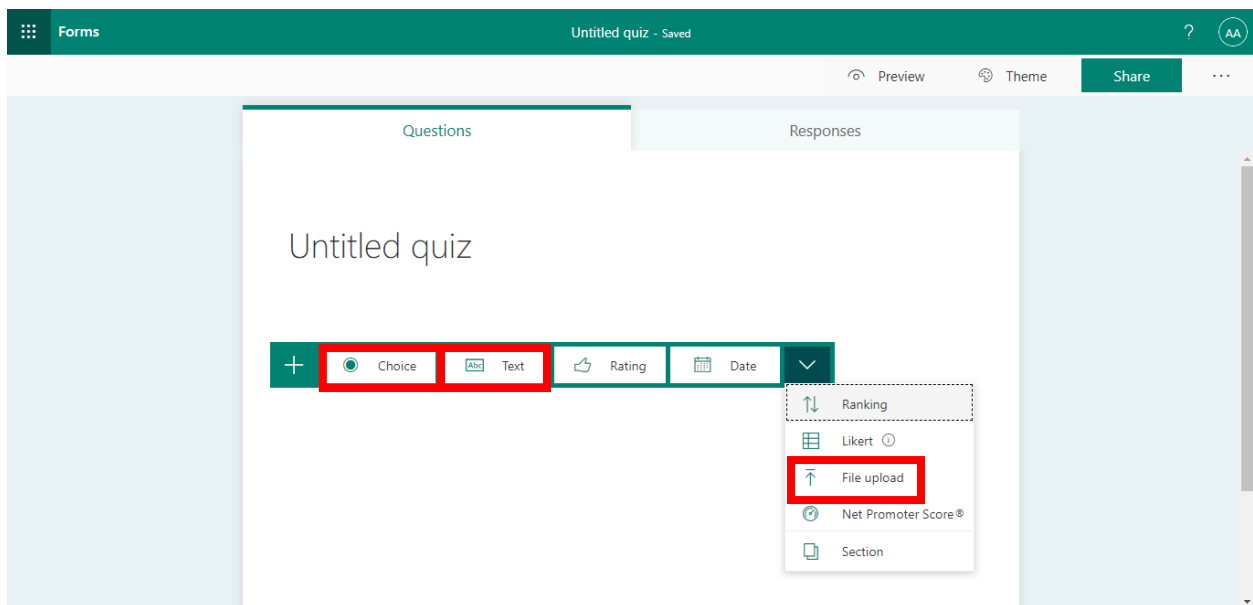 Forms
Untitled quiz - Saved
?
AA
Preview
Theme
Share
...
Questions
Responses
Untitled quiz
Choice
Abc
Text
Rating
Date
Ranking
Likert
File upload
Net Promoter Score®
Section